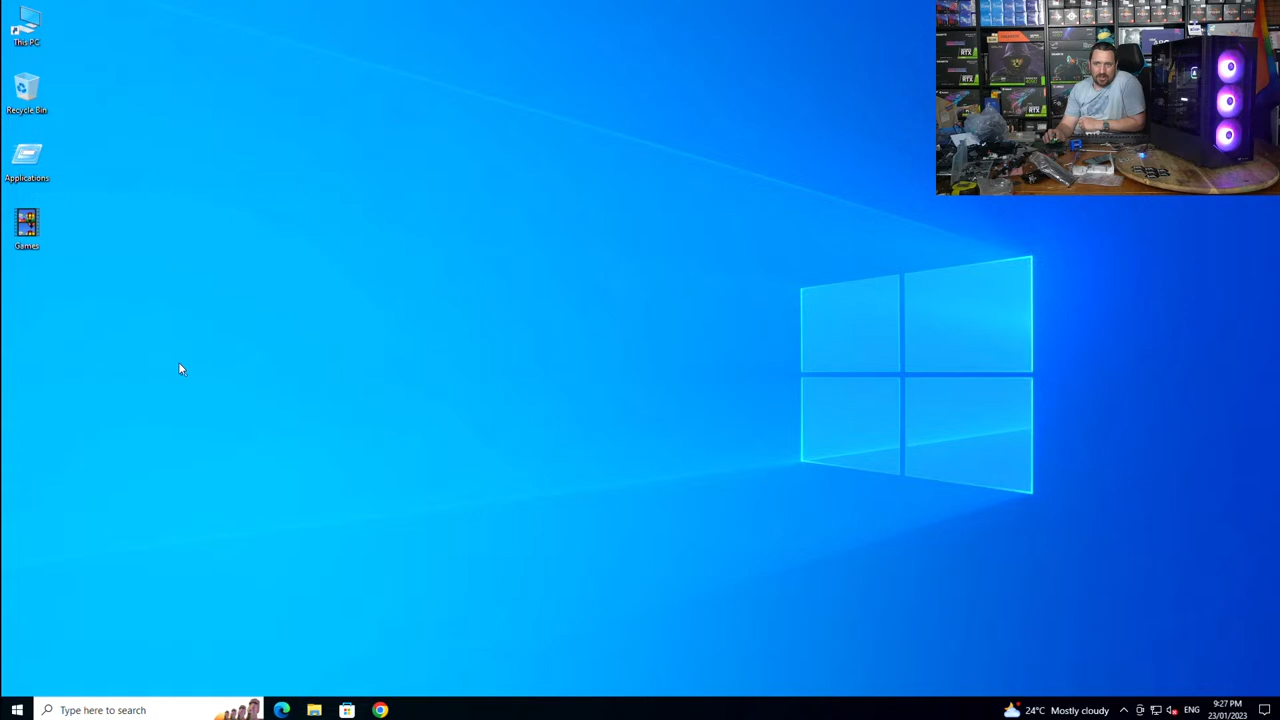 This PC
Recycle Bin
Applications
Games
Type here to search
24°C Mostly cloudy
ENG
9:27 PM
23/01/2023